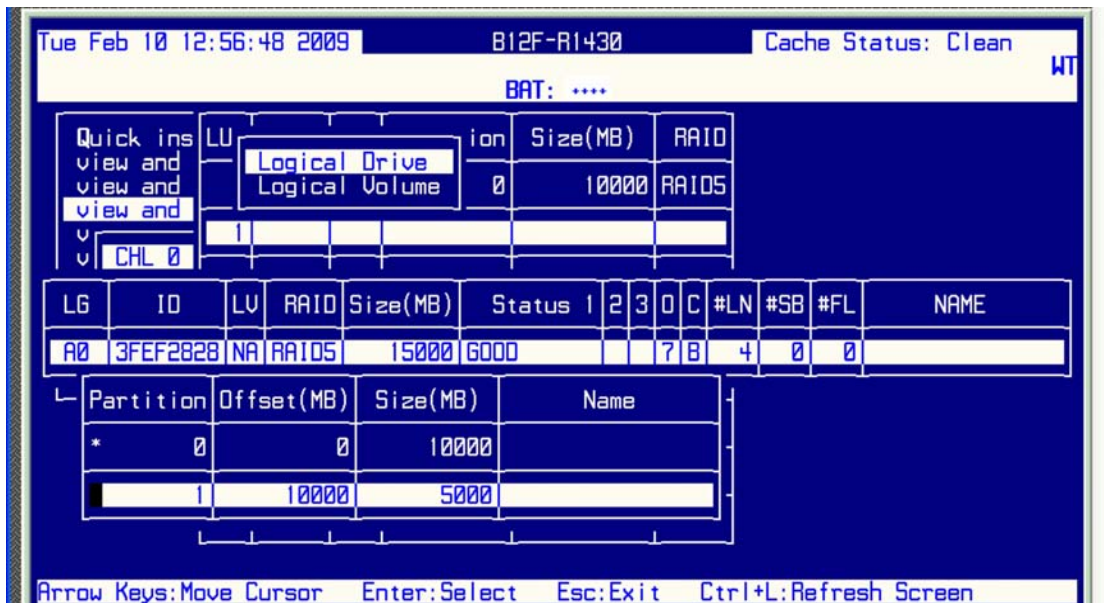 Tue Feb 10 12:56:48 2009 B12F-R1430 Cache Status: Clean
WT
BAT: ++++
Quick ins LU ion Size(MB) RAID
view and Logical Drive
view and Logical Volume 0 10000 RAID5
view and
v 1
v CHL 0
LG ID LV RAID Size(MB) Status 1 2 3 O C #LN #SB #FL NAME
A0 3FEF2828 NA RAID5 15000 GOOD 7 B 4 0 0
Partition Offset(MB) Size(MB) Name
* 0 0 10000
1 10000 5000
Arrow Keys:Move Cursor Enter:Select Esc:Exit Ctrl+L:Refresh Screen